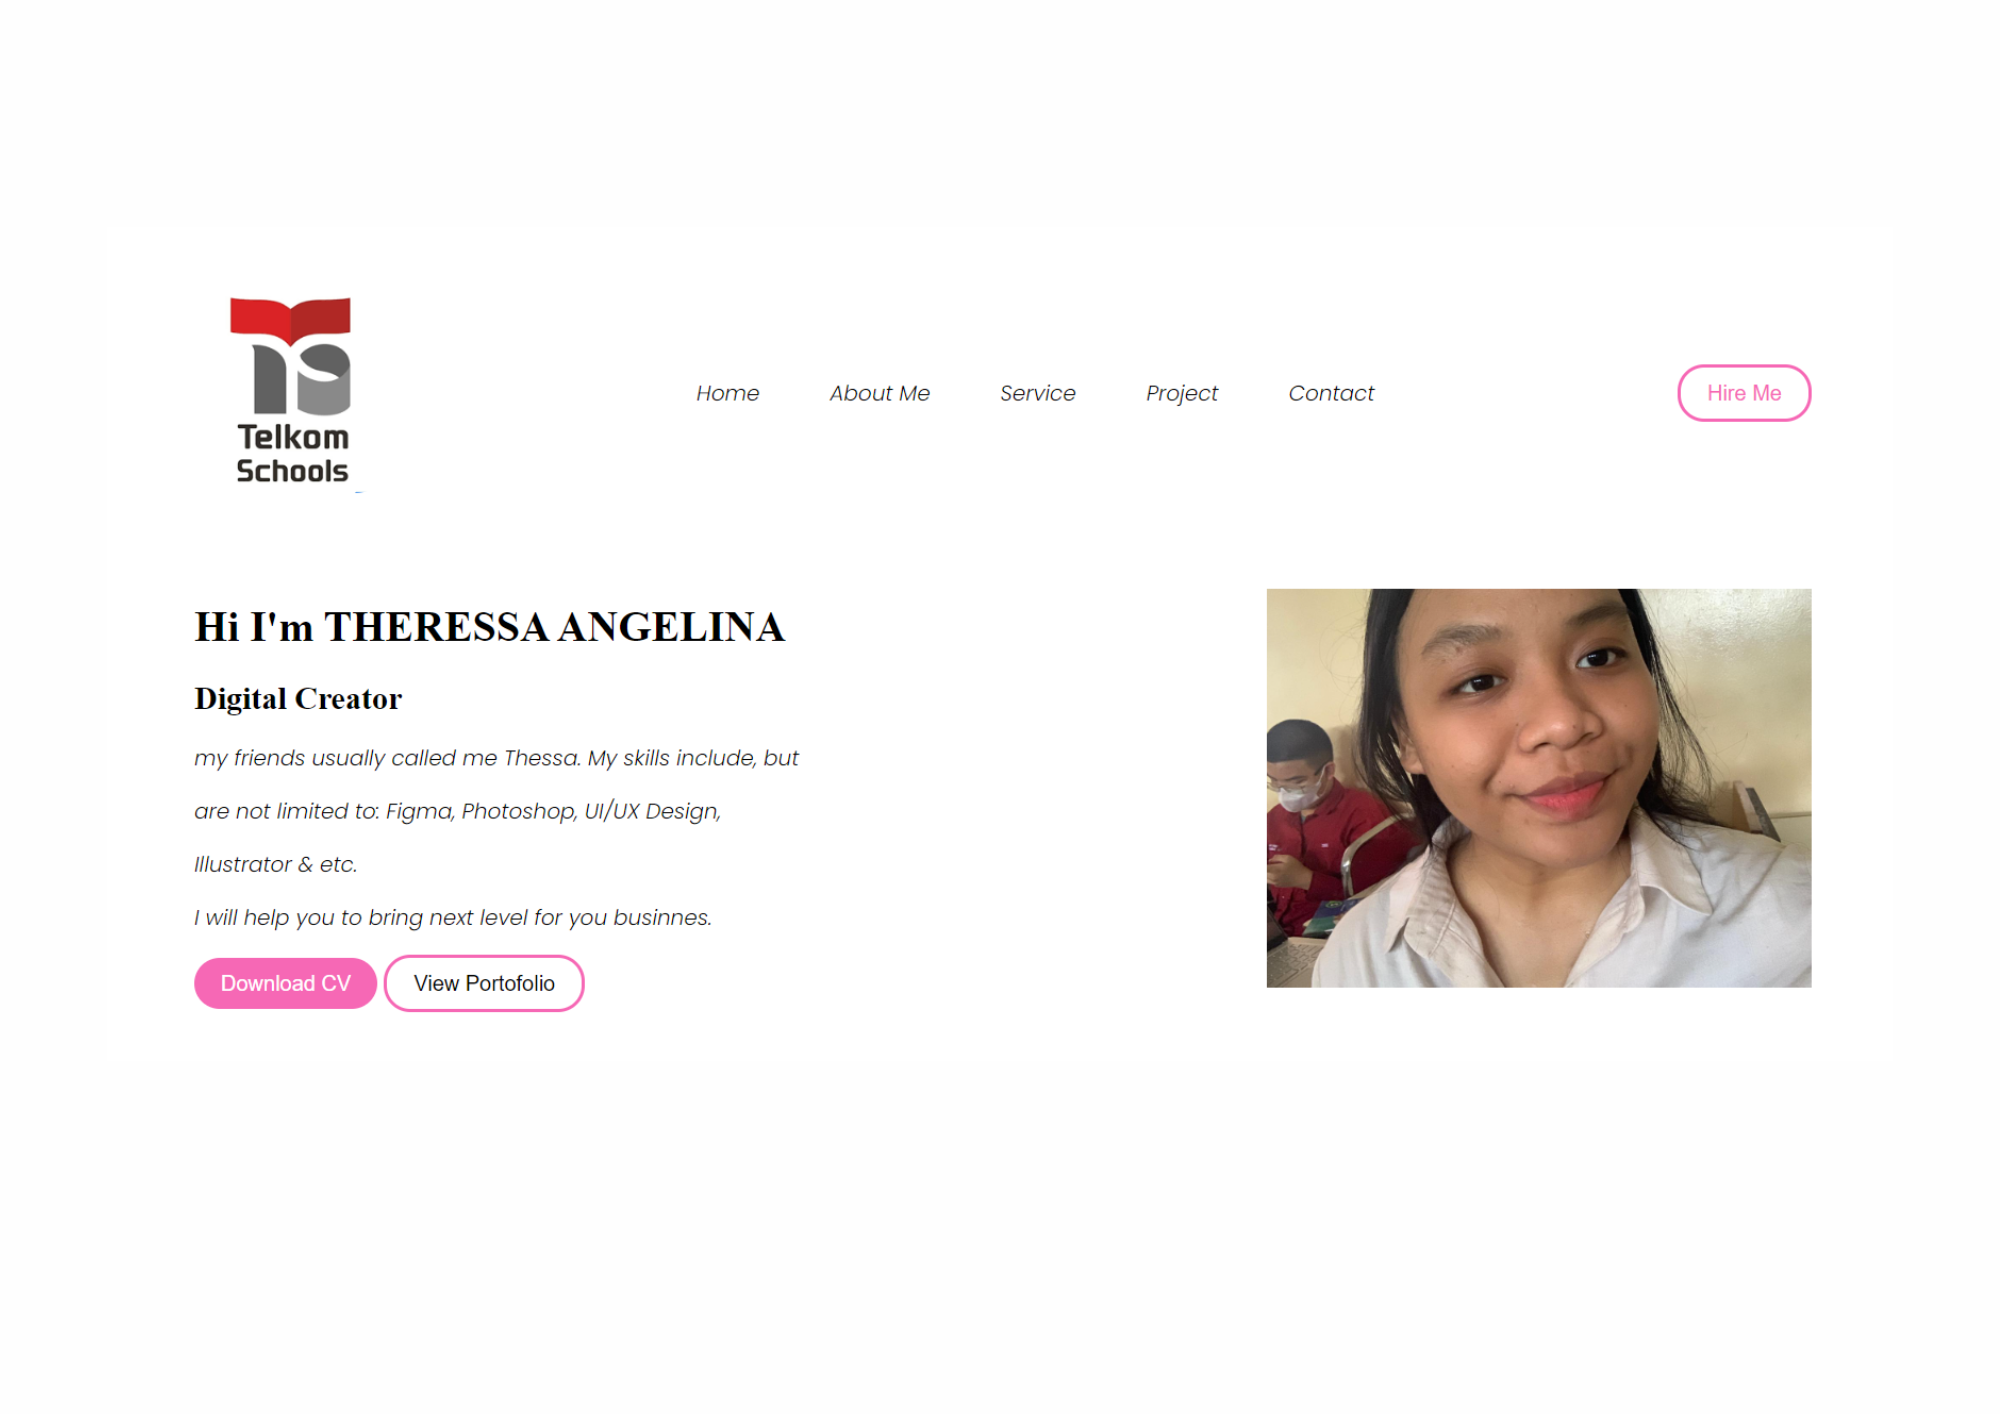 Telkom
Schools
Home
About Me
Service
Project
Contact
Hire Me
Hi I'm THERESSA ANGELINA
Digital Creator
my friends usually called me Thessa. My skills include, but
are not limited to: Figma, Photoshop, UI/UX Design,
Illustrator & etc.
I will help you to bring next level for you businnes.
Download CV
View Portofolio